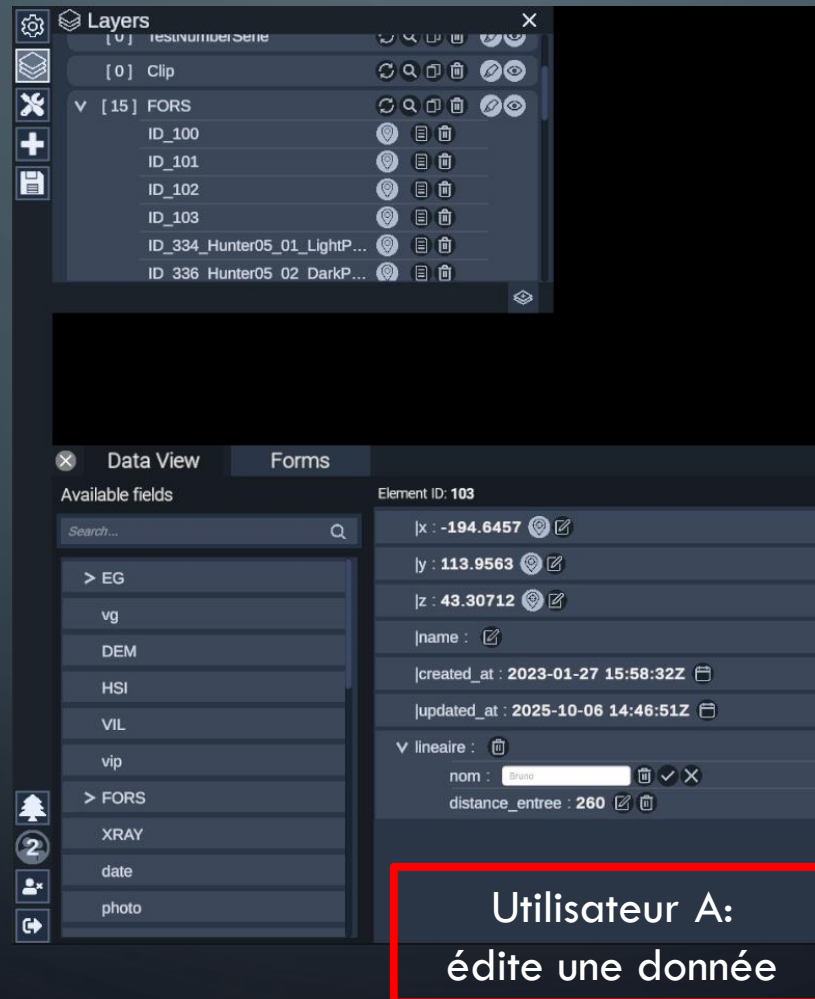 Layers
[ 0 ] TestNumberSerie
[ 0 ] Clip
v [ 15 ] FORS
ID_100
ID_101
ID_102
ID_103
ID_334_Hunter05_01_LightP...
ID_336_Hunter05_02_DarkP...
Data View Forms
Available fields
Search...
> EG
vg
DEM
HSI
VIL
vip
> FORS
XRAY
date
photo
2
Element ID: 103
|x : -194.6457
|y : 113.9563
|z : 43.30712
|name :
|created_at : 2023-01-27 15:58:32Z
|updated_at : 2025-10-06 14:46:51Z
v lineaire :
nom : Bruno
distance_entree : 260
Utilisateur A:
édite une donnée